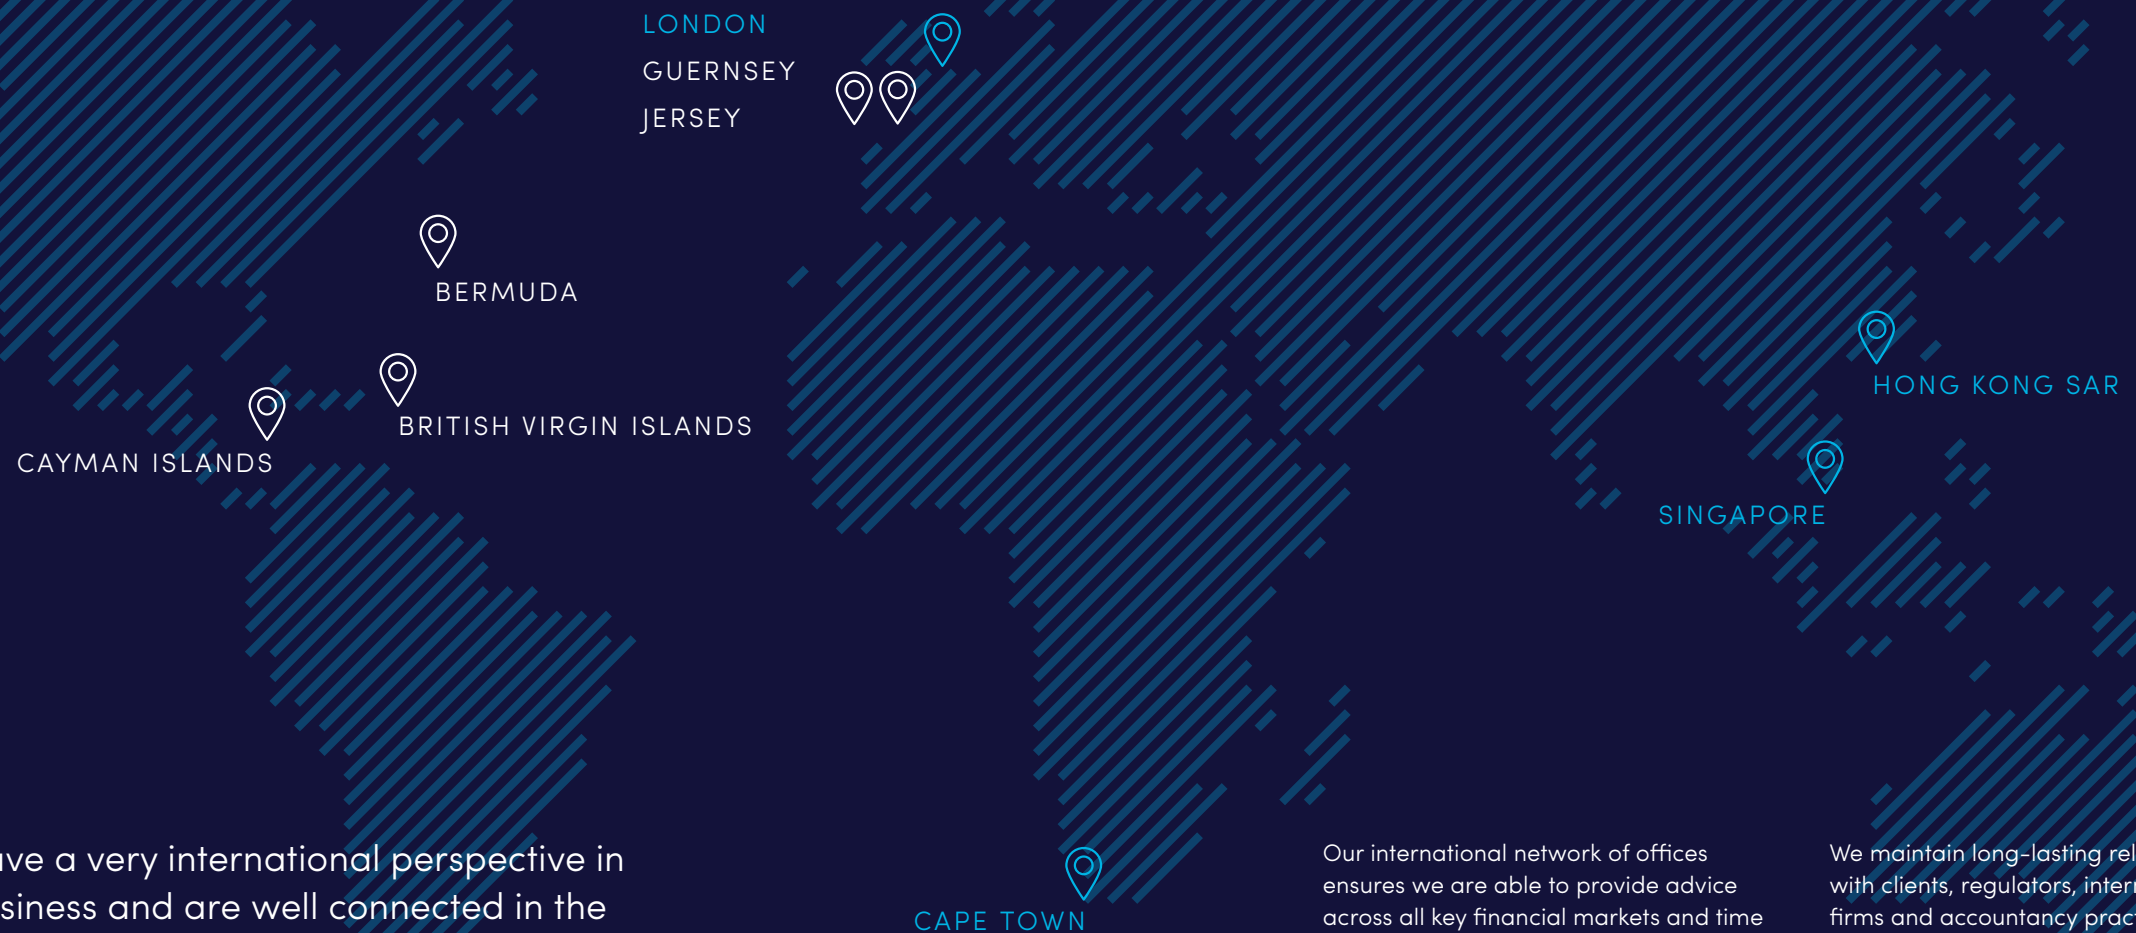 LONDON
GUERNSEY
JERSEY
BERMUDA
BRITISH VIRGIN ISLANDS
CAYMAN ISLANDS
HONG KONG SAR
SINGAPORE
CAPE TOWN
a very international perspective in
and are well connected in the
Our international network of offices
ensures we are able to provide advice
across all key financial markets and time
We maintain long-lasting
with clients, regulators,
firms and accountancy